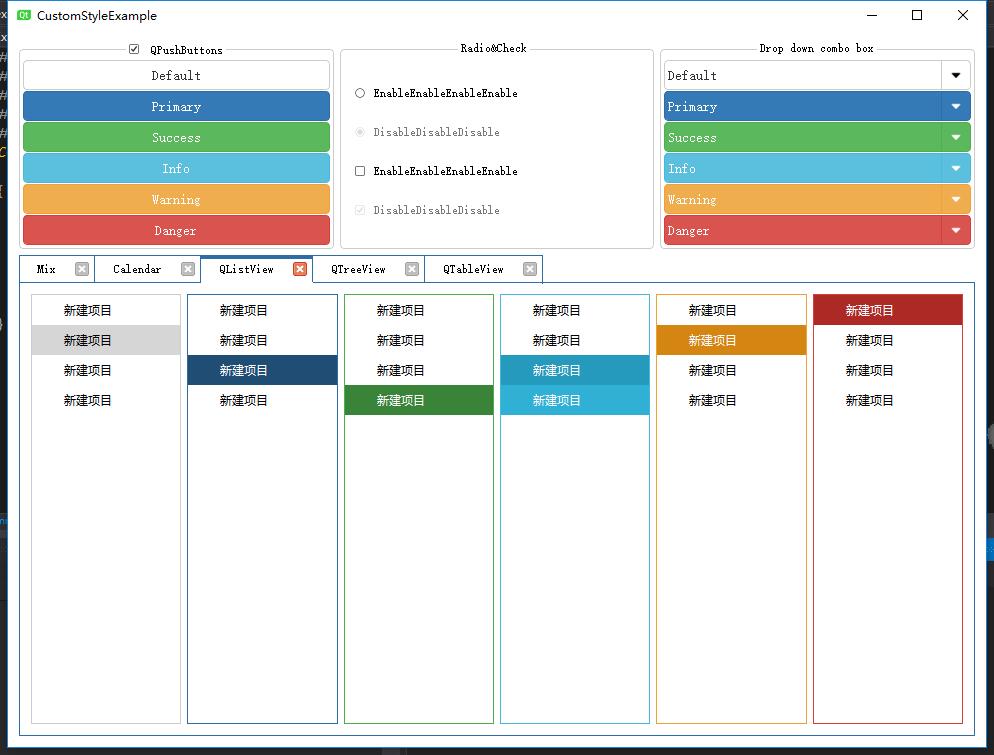 CustomStyleExample
QPushButtons
Default
Primary
Success
Info
Warning
Danger
Radio&Check
EnableEnableEnableEnable
DisableDisableDisable
EnableEnableEnableEnable
DisableDisableDisable
Drop down combo box
Default
Primary
Success
Info
Warning
Danger
Mix Calendar QListView QTreeView QTableView
新建项目 新建项目 新建项目 新建项目 新建项目 新建项目
新建项目 新建项目 新建项目 新建项目 新建项目 新建项目
新建项目 新建项目 新建项目 新建项目 新建项目 新建项目
新建项目 新建项目 新建项目 新建项目 新建项目 新建项目